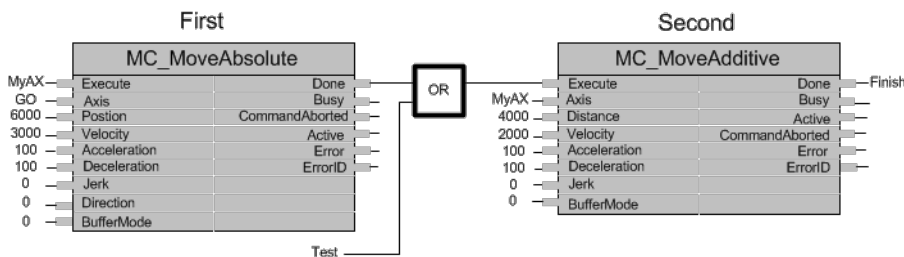 First
Second
MC_MoveAbsolute
MC_MoveAdditive
MyAX Execute Done
GO Axis Busy
6000 Postion CommandAborted
3000 Velocity Active
100 Acceleration Error
100 Deceleration ErrorID
0 Jerk
0 Direction
0 BufferMode
OR
Test
Execute Done Finish
MyAX Axis Busy
4000 Distance Active
2000 Velocity CommandAborted
100 Acceleration Error
100 Deceleration ErrorID
0 Jerk
0 BufferMode